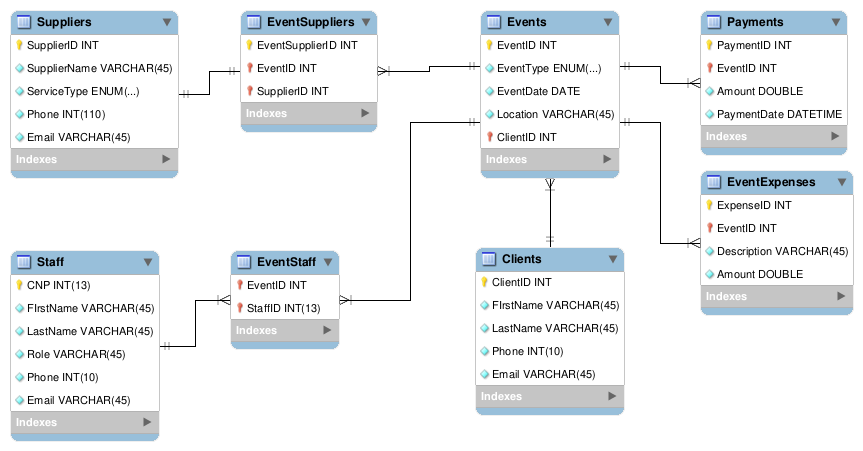 Suppliers
SupplierID INT
SupplierName VARCHAR(45)
ServiceType ENUM(...)
Phone INT(110)
Email VARCHAR(45)
Indexes
EventSuppliers
EventSupplierID INT
EventID INT
SupplierID INT
Indexes
Events
EventID INT
EventType ENUM(...)
EventDate DATE
Location VARCHAR(45)
ClientID INT
Indexes
Payments
PaymentID INT
EventID INT
Amount DOUBLE
PaymentDate DATETIME
Indexes
EventExpenses
ExpenseID INT
EventID INT
Description VARCHAR(45)
Amount DOUBLE
Indexes
Staff
CNP INT(13)
FIrstName VARCHAR(45)
LastName VARCHAR(45)
Role VARCHAR(45)
Phone INT(10)
Email VARCHAR(45)
Indexes
EventStaff
EventID INT
StaffID INT(13)
Indexes
Clients
ClientID INT
FIrstName VARCHAR(45)
LastName VARCHAR(45)
Phone INT(10)
Email VARCHAR(45)
Indexes